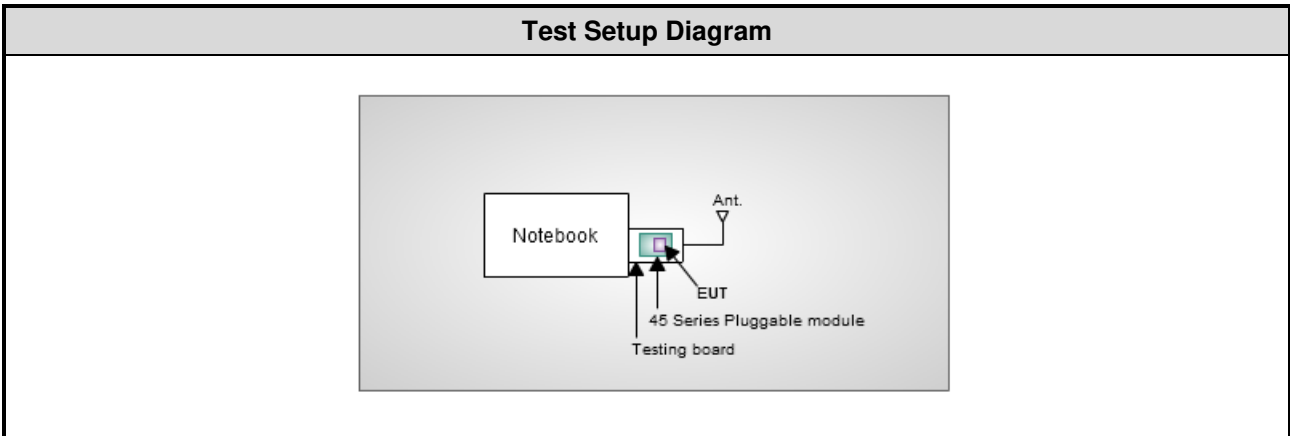 Test Setup Diagram
Ant.
Notebook
EUT
45 Series Pluggable module
Testing board